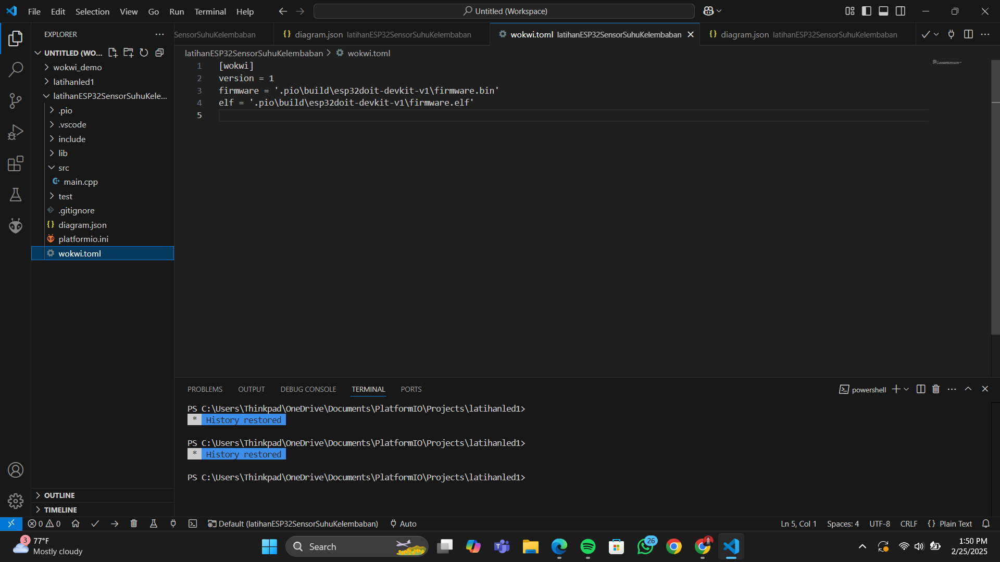 File Edit Selection View Go Run Terminal Help
Untitled (Workspace)
EXPLORER
SensorSuhuKelembaban
diagram.json latihanESP32SensorSuhuKelembaban
wokwi.toml latihanESP32SensorSuhuKelembaban
diagram.json latihanESP32SensorSuhuKelembaban
UNTITLED (WO...
wokwi_demo
latihanled1
latihanESP32SensorSuhuKele...
.pio
.vscode
include
lib
src
main.cpp
test
.gitignore
diagram.json
platformio.ini
wokwi.toml
OUTLINE
TIMELINE
latihanESP32SensorSuhuKelembaban > wokwi.toml
1 [wokwi]
2 version = 1
3 firmware = '.pio\build\esp32doit-devkit-v1\firmware.bin'
4 elf = '.pio\build\esp32doit-devkit-v1\firmware.elf'
5
PROBLEMS OUTPUT DEBUG CONSOLE TERMINAL PORTS
powershell
PS C:\Users\Thinkpad\OneDrive\Documents\PlatformIO\Projects\latihanled1>
* History restored
PS C:\Users\Thinkpad\OneDrive\Documents\PlatformIO\Projects\latihanled1>
* History restored
PS C:\Users\Thinkpad\OneDrive\Documents\PlatformIO\Projects\latihanled1>
0 0 Default (latihanESP32SensorSuhuKelembaban) Auto
Ln 5, Col 1 Spaces: 4 UTF-8 CRLF {} Plain Text
3
77°F
Mostly cloudy
Search
26
1:50 PM
2/25/2025